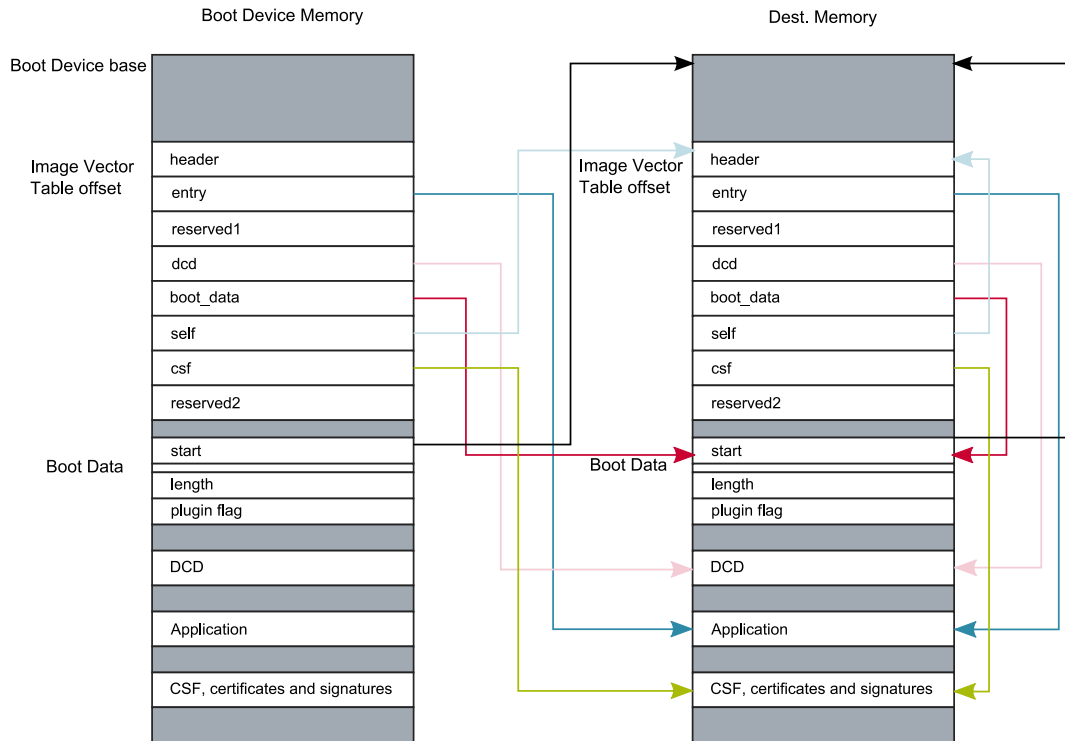 Boot Device Memory
Dest. Memory
Boot Device base
Image Vector
Table offset
header
entry
reserved1
dcd
boot_data
self
csf
reserved2
Boot Data
start
length
plugin flag
DCD
Application
CSF, certificates and signatures
Image Vector
Table offset
header
entry
reserved1
dcd
boot_data
self
csf
reserved2
Boot Data
start
length
plugin flag
DCD
Application
CSF, certificates and signatures